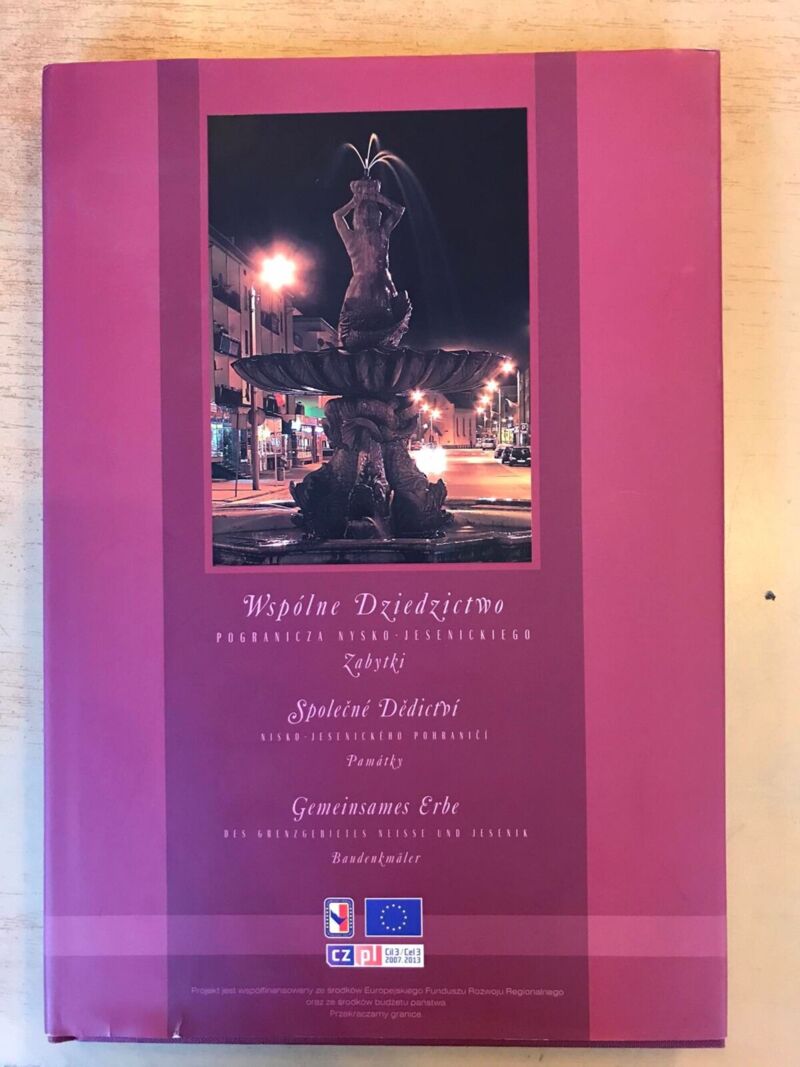 Wspólne Dziedzictwo
POGRANICZA NYSKO-JESENICKIEGO
Zabytki
Společné Dědictví
NISKO-JESENICKÉHO POHRANIČÍ
Památky
Gemeinsames Erbe
DES GRENZGEBIETES NEISSE UND JESENIK
Baudenkmäler
cz pl Cíl 3 / Cel 3
2007.2013
Projekt jest współfinansowany ze środków Europejskiego Funduszu Rozwoju Regionalnego
oraz ze środków budżetu państwa
Przekraczamy granice